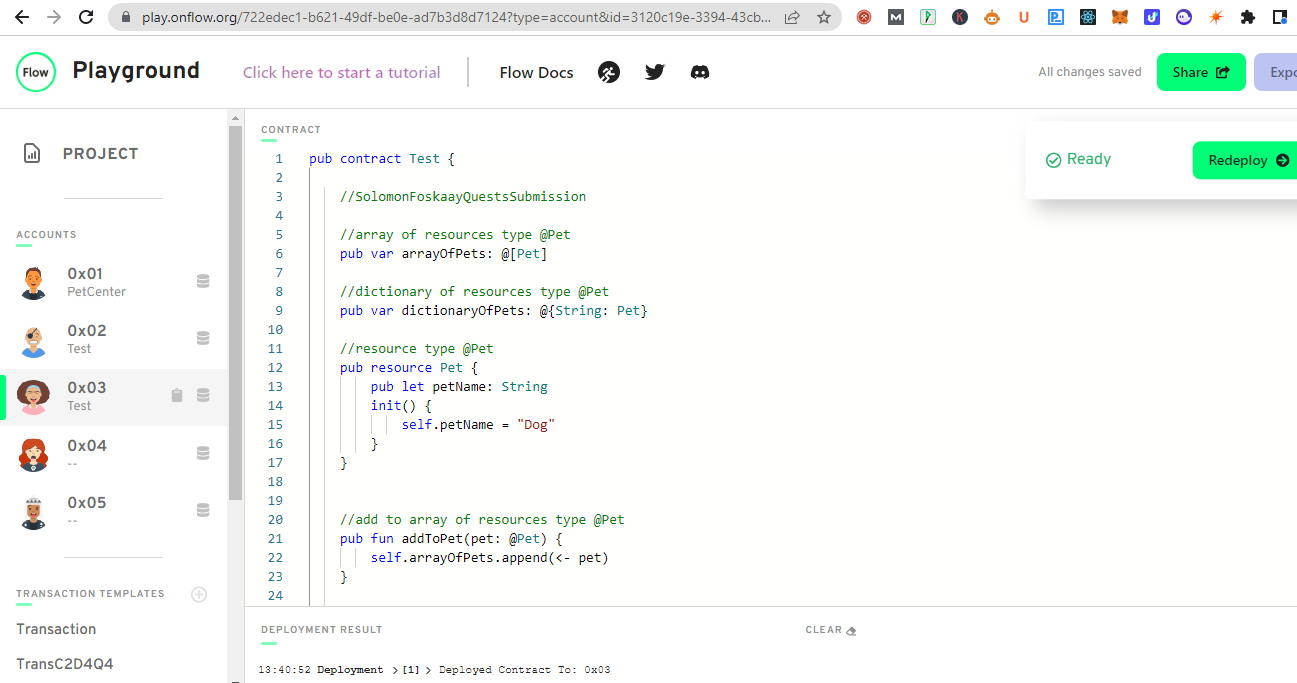 play.onflow.org/722edec1-b621-49df-be0e-ad7b3d8d7124?type=account&id=3120c19e-3394-43cb...
Flow
Playground
Click here to start a tutorial
Flow Docs
All changes saved
Share
Expo
PROJECT
ACCOUNTS
0x01
PetCenter
0x02
Test
0x03
Test
0x04
--
0x05
--
TRANSACTION TEMPLATES
Transaction
TransC2D4Q4
CONTRACT
Ready
Redeploy
1 pub contract Test {
2
3 //SolomonFoskaayQuestsSubmission
4
5 //array of resources type @Pet
6 pub var arrayOfPets: @[Pet]
7
8 //dictionary of resources type @Pet
9 pub var dictionaryOfPets: @{String: Pet}
10
11 //resource type @Pet
12 pub resource Pet {
13 pub let petName: String
14 init() {
15 self.petName = "Dog"
16 }
17 }
18
19
20 //add to array of resources type @Pet
21 pub fun addToPet(pet: @Pet) {
22 self.arrayOfPets.append(<- pet)
23 }
24
DEPLOYMENT RESULT
CLEAR
13:40:52 Deployment > [1] > Deployed Contract To: 0x03